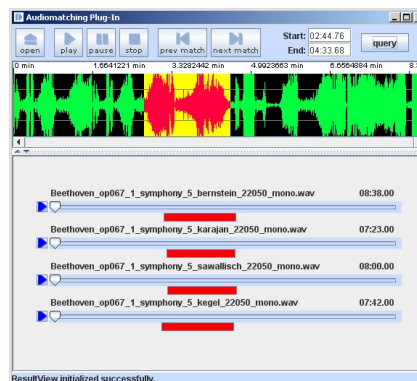 Audiomatching Plug-In
open play pause stop prev match next match Start: 02:44.76 End: 04:33.68 query
0 min 1.6641221 min 3.3282442 min 4.9923663 min 6.6564884 min 8.3
Beethoven_op067_1_symphony_5_bernstein_22050_mono.wav 08:38.00
Beethoven_op067_1_symphony_5_karajan_22050_mono.wav 07:23.00
Beethoven_op067_1_symphony_5_sawallisch_22050_mono.wav 08:00.00
Beethoven_op067_1_symphony_5_kegel_22050_mono.wav 07:42.00
ResultView initialized successfully.